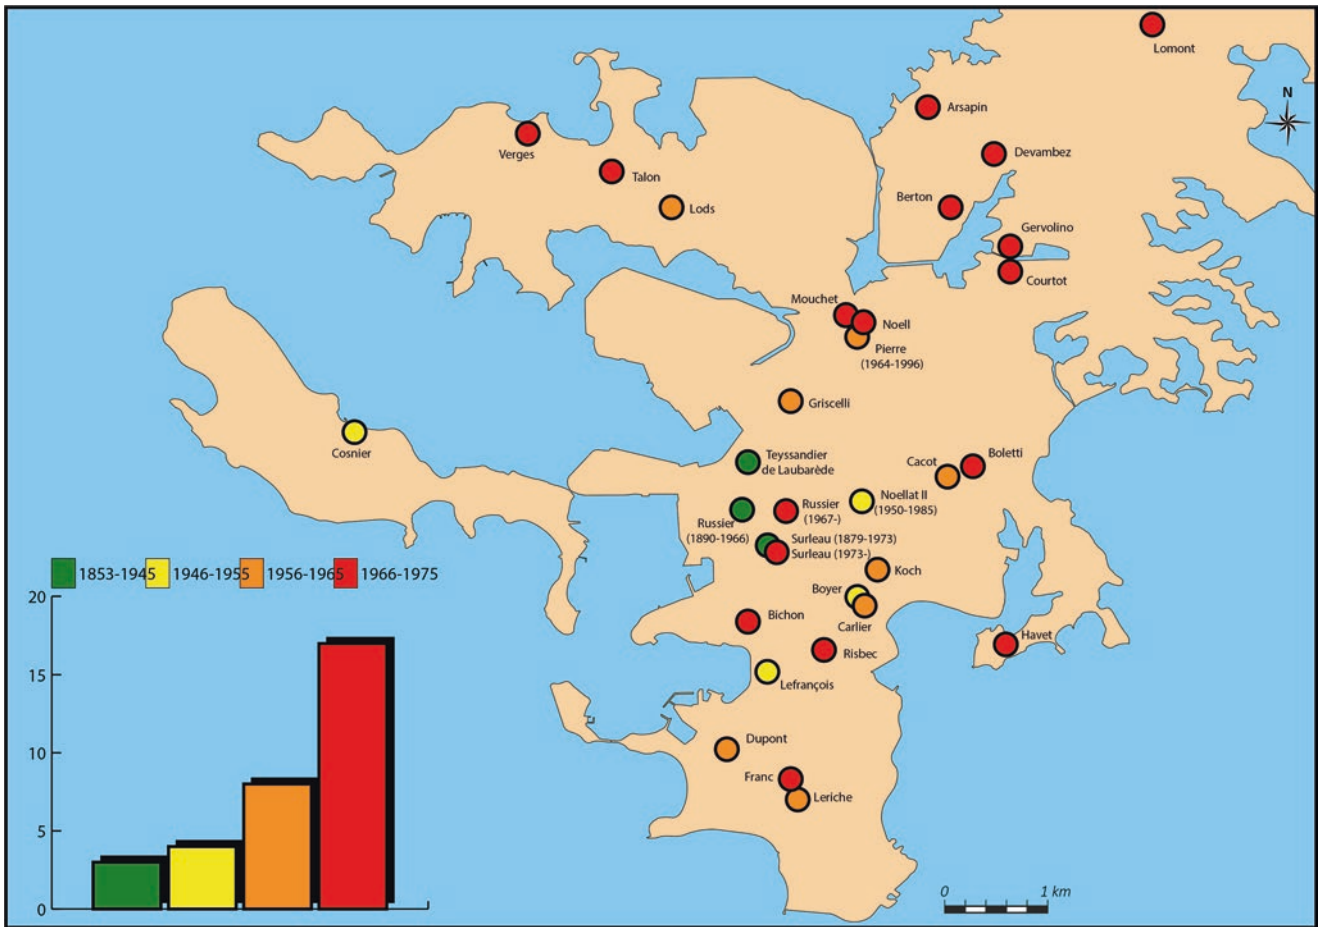 Lomont
N
Arsapin
Verges
Devambez
Talon
Berton
Lods
Gervolino
Courtot
Mouchet
Noell
Pierre
(1964-1996)
Griscelli
Cosnier
Teyssandier
de Laubarède
Cacot
Boletti
Noellat II
(1950-1985)
Russier
(1967-)
Russier
(1890-1966)
Surleau (1879-1973)
Surleau (1973-)
Koch
Boyer
Carlier
Bichon
Risbec
Havet
Lefrançois
Dupont
Franc
Leriche
1853-1945 1946-1955 1956-1965 1966-1975
20
15
10
5
0
0 1 km